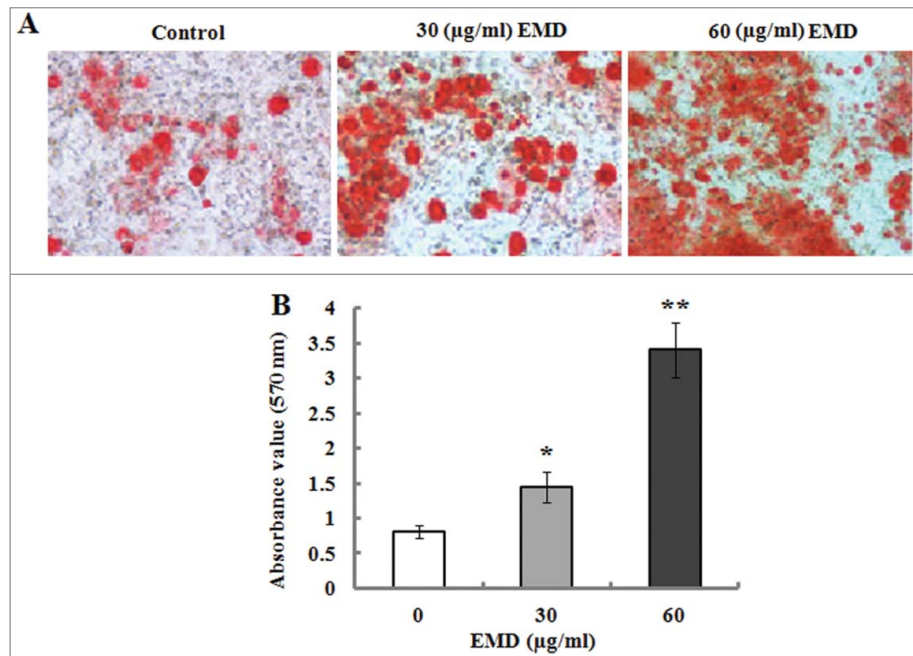 A
Control
30 (µg/ml) EMD
60 (µg/ml) EMD
B
Absorbance value (570 nm)
4
3.5
3
2.5
2
1.5
1
0.5
0
*
**
0
30
60
EMD (µg/ml)